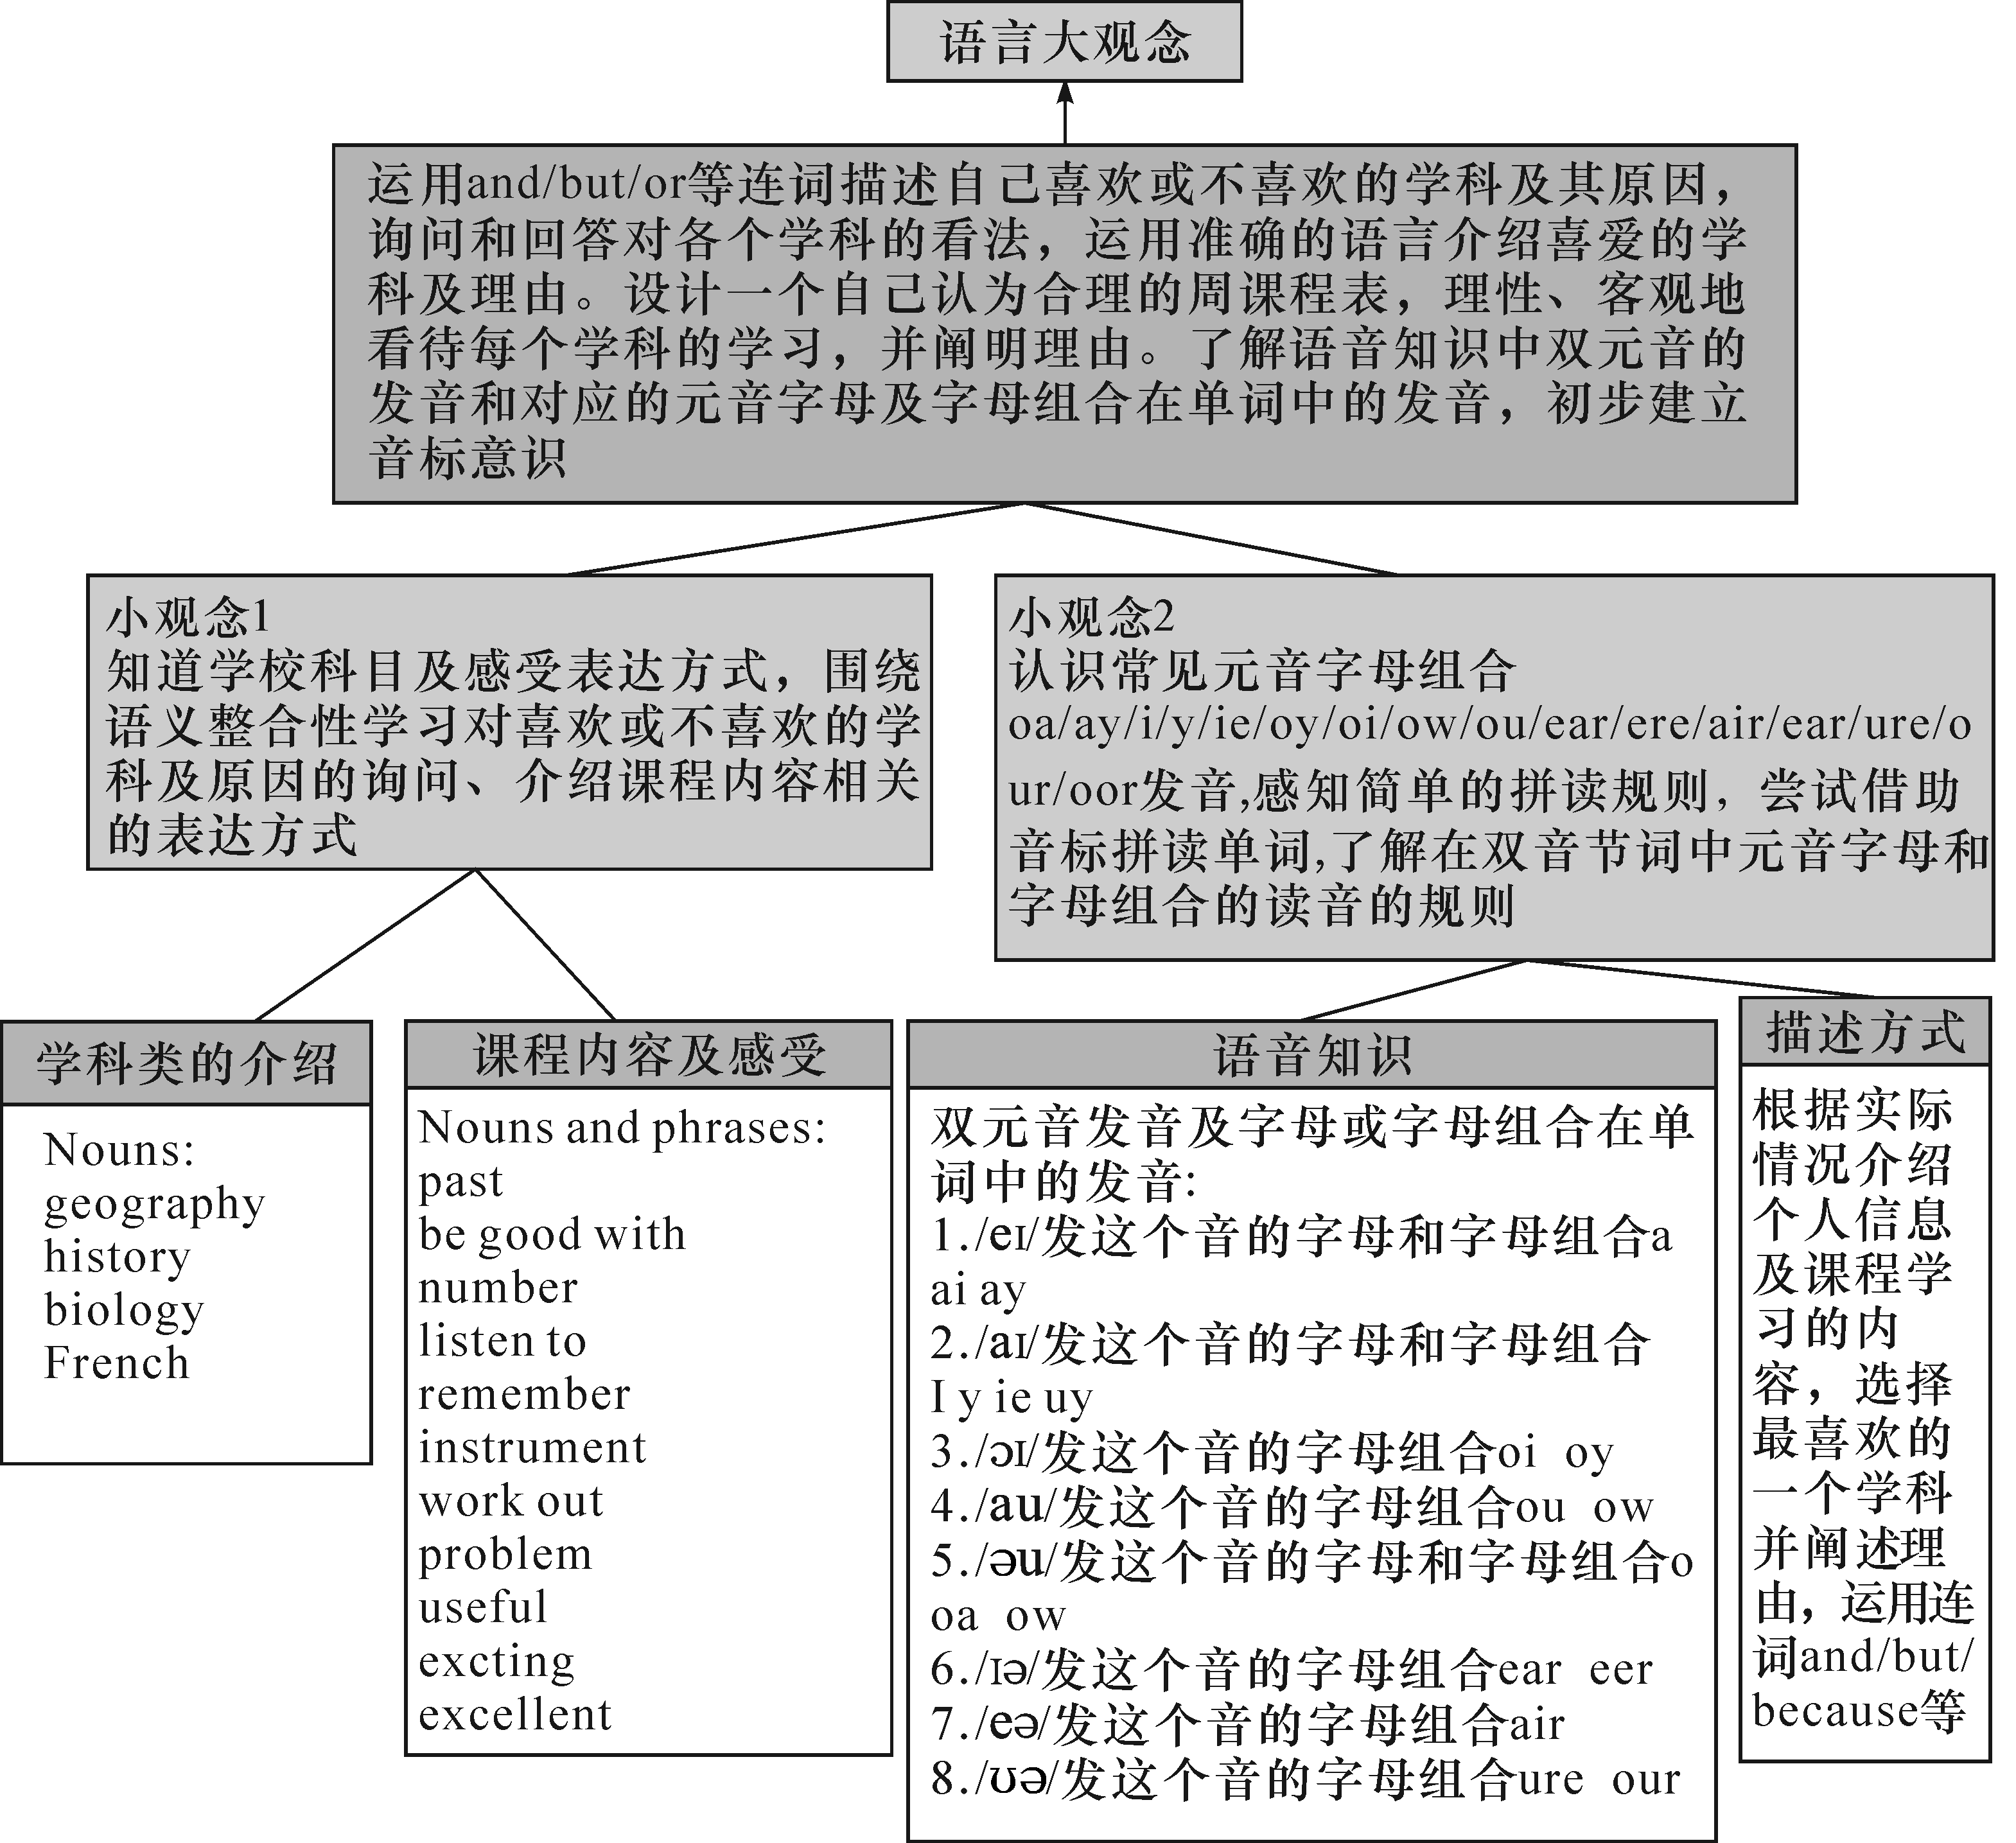 语言大观念
运用and/but/or等连词描述自己喜欢或不喜欢的学科及其原因，
询问和回答对各个学科的看法，运用准确的语言介绍喜爱的学
科及理由。设计一个自己认为合理的周课程表，理性、客观地
看待每个学科的学习，并阐明理由。了解语音知识中双元音的
发音和对应的元音字母及字母组合在单词中的发音，初步建立
音标意识
小观念1
知道学校科目及感受表达方式，围绕
语义整合性学习对喜欢或不喜欢的学
科及原因的询问、介绍课程内容相关
的表达方式
小观念2
认识常见元音字母组合
oa/ay/i/y/ie/oy/oi/ow/ou/ear/ere/air/ear/ure/o
ur/oor发音,感知简单的拼读规则，尝试借助
音标拼读单词,了解在双音节词中元音字母和
字母组合的读音的规则
学科类的介绍
Nouns:
geography
history
biology
French
课程内容及感受
Nouns and phrases:
past
be good with
number
listen to
remember
instrument
work out
problem
useful
excting
excellent
语音知识
双元音发音及字母或字母组合在单
词中的发音:
1./eɪ/发这个音的字母和字母组合a
ai ay
2./aɪ/发这个音的字母和字母组合
I y ie uy
3./ɔɪ/发这个音的字母组合oi oy
4./au/发这个音的字母组合ou ow
5./əu/发这个音的字母和字母组合o
oa ow
6./ɪə/发这个音的字母组合ear eer
7./eə/发这个音的字母组合air
8./ʊə/发这个音的字母组合ure our
描述方式
根据实际
情况介绍
个人信息
及课程学
习的内
容，选择
最喜欢的
一个学科
并阐述理
由，运用连
词and/but/
because等